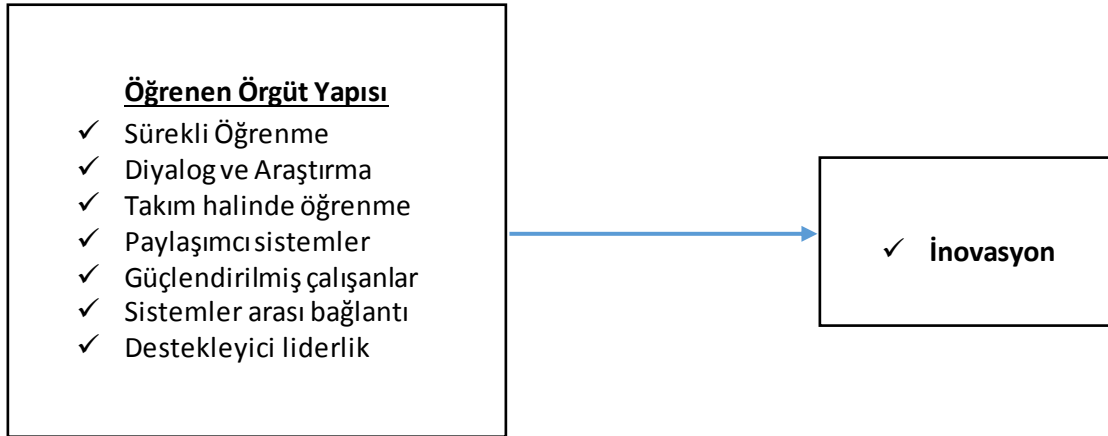 Öğrenen Örgüt Yapısı
✓ Sürekli Öğrenme
✓ Diyalog ve Araştırma
✓ Takım halinde öğrenme
✓ Paylaşımcı sistemler
✓ Güçlendirilmiş çalışanlar
✓ Sistemler arası bağlantı
✓ Destekleyici liderlik
✓ İnovasyon